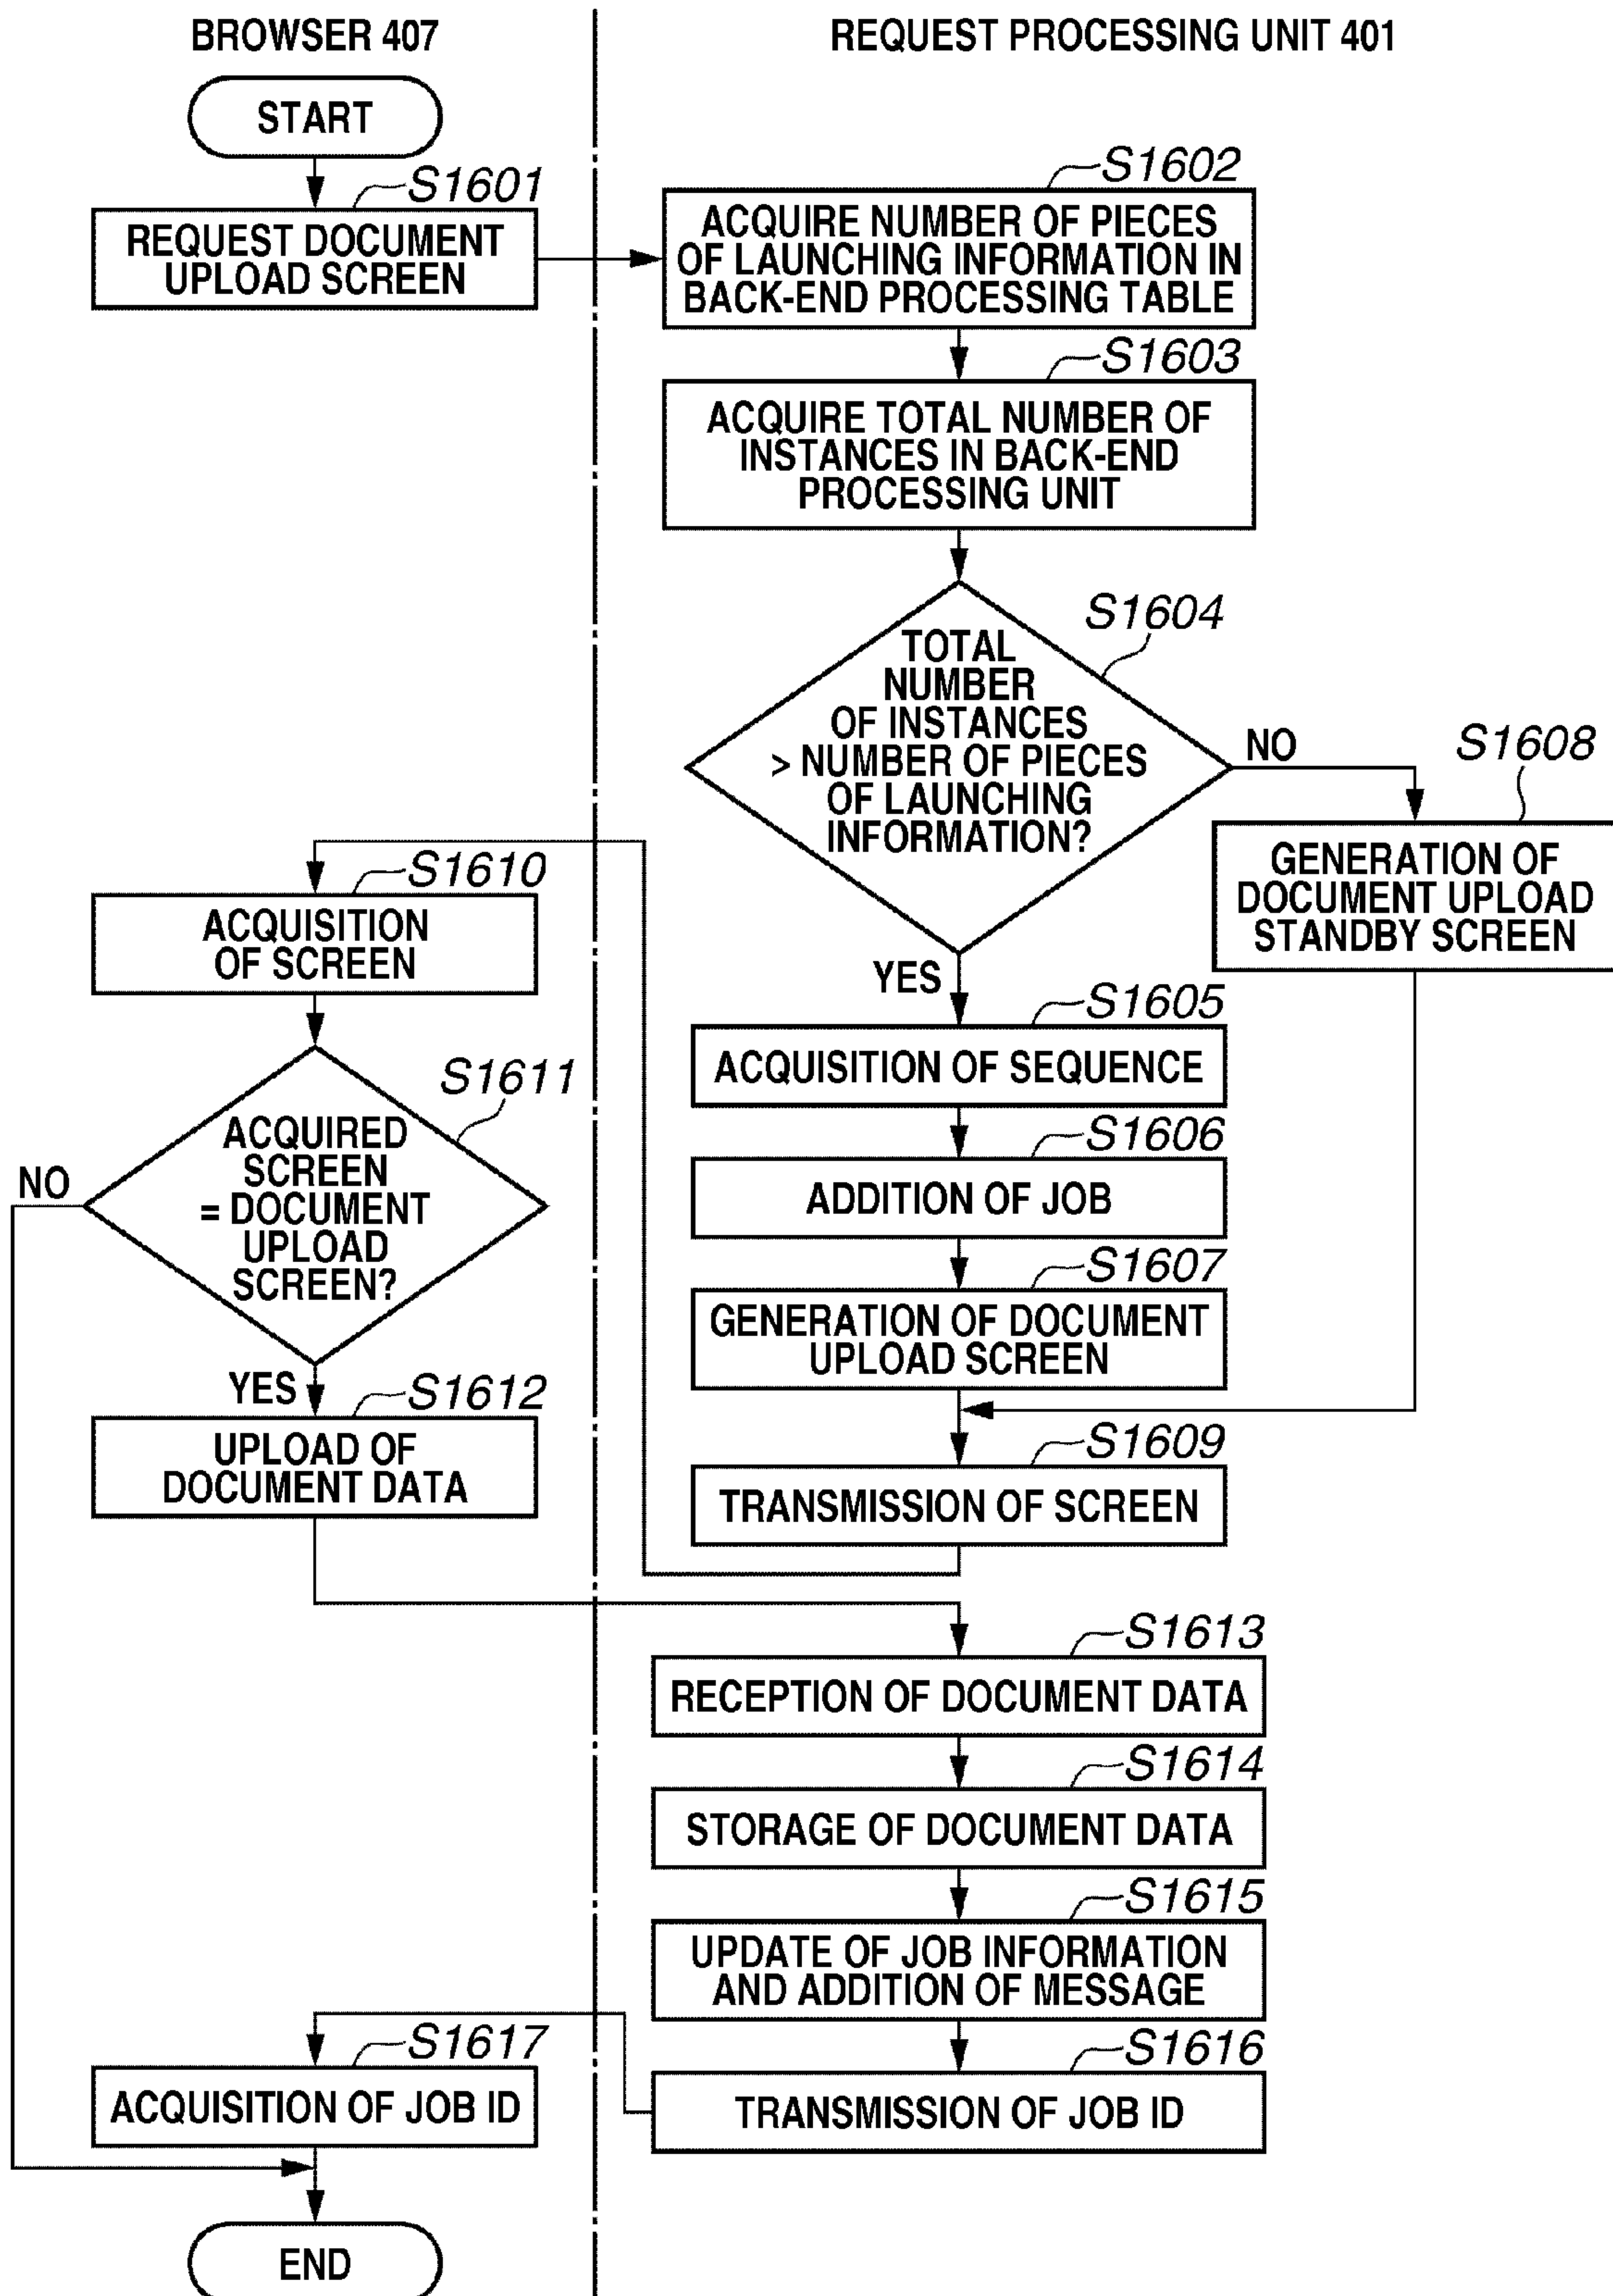 BROWSER 407
REQUEST PROCESSING UNIT 401
START
S1601
REQUEST DOCUMENT
UPLOAD SCREEN
S1602
ACQUIRE NUMBER OF PIECES
OF LAUNCHING INFORMATION IN
BACK-END PROCESSING TABLE
S1603
ACQUIRE TOTAL NUMBER OF
INSTANCES IN BACK-END
PROCESSING UNIT
S1604
TOTAL
NUMBER
OF INSTANCES
> NUMBER OF PIECES
OF LAUNCHING
INFORMATION?
NO
S1608
GENERATION OF
DOCUMENT UPLOAD
STANDBY SCREEN
YES
S1605
ACQUISITION OF SEQUENCE
S1606
ADDITION OF JOB
S1607
GENERATION OF DOCUMENT
UPLOAD SCREEN
S1609
TRANSMISSION OF SCREEN
S1610
ACQUISITION
OF SCREEN
S1611
ACQUIRED
SCREEN
= DOCUMENT
UPLOAD
SCREEN?
NO
YES
S1612
UPLOAD OF
DOCUMENT DATA
S1613
RECEPTION OF DOCUMENT DATA
S1614
STORAGE OF DOCUMENT DATA
S1615
UPDATE OF JOB INFORMATION
AND ADDITION OF MESSAGE
S1616
TRANSMISSION OF JOB ID
S1617
ACQUISITION OF JOB ID
END